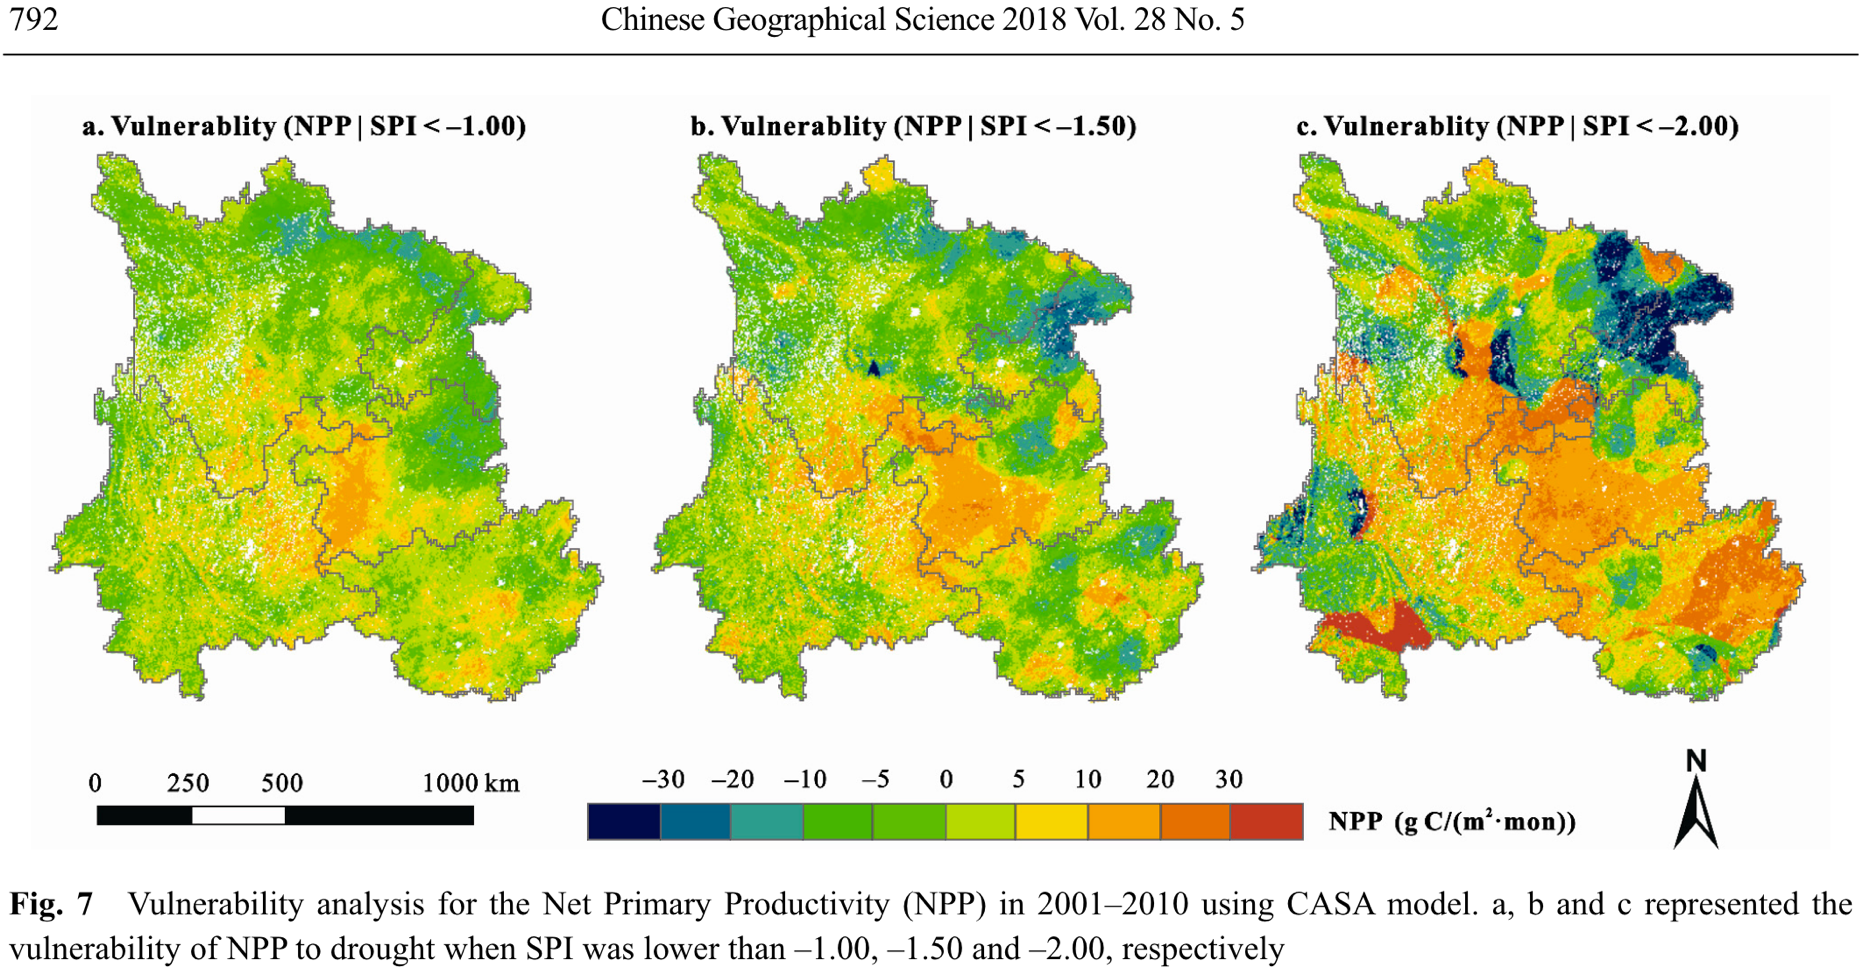 792
Chinese Geographical Science 2018 Vol. 28 No. 5
a. Vulnerablity (NPP | SPI < –1.00)
b. Vulnerablity (NPP | SPI < –1.50)
c. Vulnerablity (NPP | SPI < –2.00)
0 250 500 1000 km
–30 –20 –10 –5 0 5 10 20 30
NPP (g C/(m²·mon))
N
Fig. 7 Vulnerability analysis for the Net Primary Productivity (NPP) in 2001–2010 using CASA model. a, b and c represented the
vulnerability of NPP to drought when SPI was lower than –1.00, –1.50 and –2.00, respectively